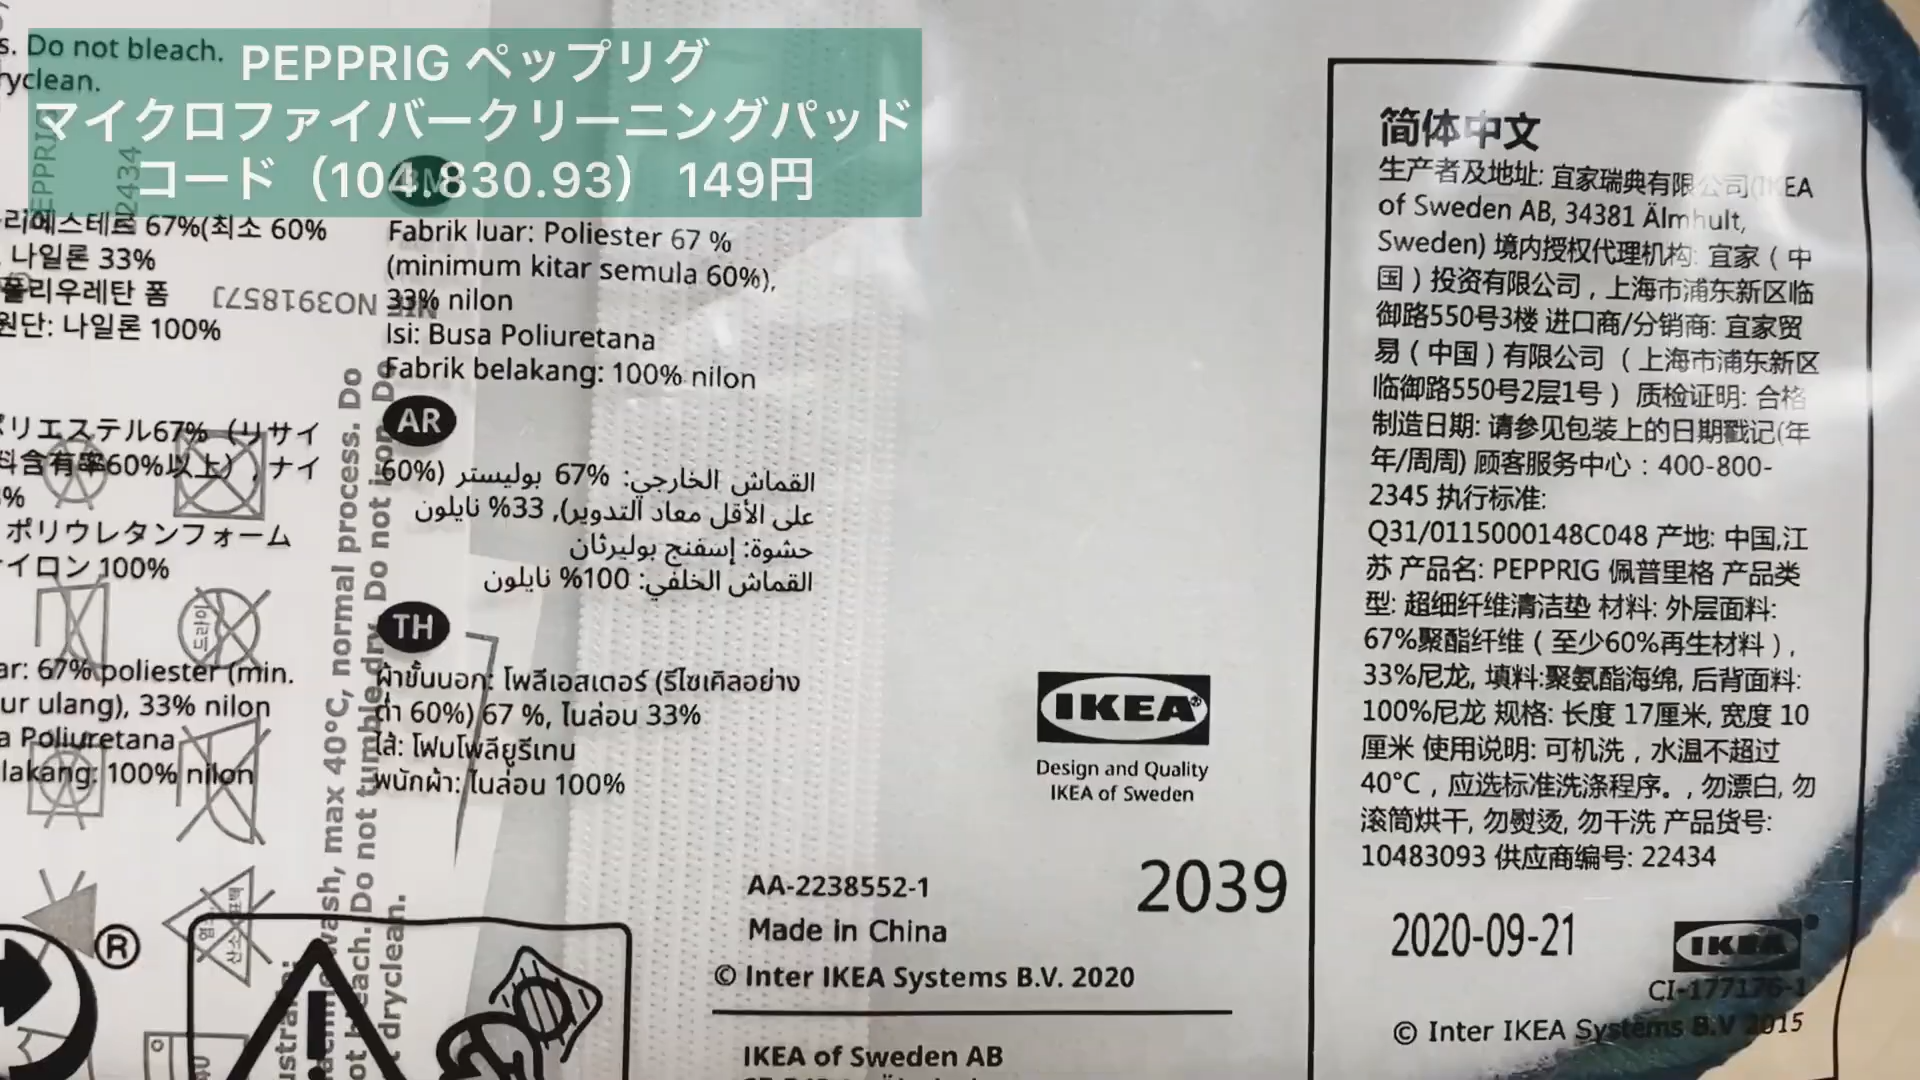 PEPPRIG ペップリグ
マイクロファイバークリーニングパッド
コード（104.830.93） 149円
s. Do not bleach.
ryclean.
PEPPRIG
2434
리에스테르 67%(최소 60%
나일론 33%
폴리우레탄 폼
원단: 나일론 100%
NO391857J
ポリエステル67%（リサイ
料含有率60%以上）, ナイ
%
ポリウレタンフォーム
イロン 100%
드라이
ar: 67% poliester (min.
ur ulang), 33% nilon
a Poliuretana
lakang: 100% nilon
wash, max 40°C, normal process. Do
not bleach. Do not tumble dry. Do not iron. Do
not dryclean.
Fabrik luar: Poliester 67 %
(minimum kitar semula 60%),
33% nilon
Isi: Busa Poliuretana
Fabrik belakang: 100% nilon
AR
القماش الخارجي: 67% بوليستر (60%
على الأقل معاد التدوير), 33% نايلون
حشوة: إسفنج بوليرثان
القماش الخلفي: 100% نايلون
TH
ผ้าชั้นนอก: โพลีเอสเตอร์ (รีไซเคิลอย่าง
ต่ำ 60%) 67 %, ไนล่อน 33%
ไส้: โฟมโพลียูรีเทน
พนักผ้า: ไนล่อน 100%
®
IKEA®
Design and Quality
IKEA of Sweden
2039
AA-2238552-1
Made in China
© Inter IKEA Systems B.V. 2020
IKEA of Sweden AB
简体中文
生产者及地址: 宜家瑞典有限公司(IKEA
of Sweden AB, 34381 Älmhult,
Sweden) 境内授权代理机构: 宜家（中
国）投资有限公司，上海市浦东新区临
御路550号3楼 进口商/分销商: 宜家贸
易（中国）有限公司（上海市浦东新区
临御路550号2层1号）质检证明: 合格
制造日期: 请参见包装上的日期戳记(年
年/周周) 顾客服务中心：400-800-
2345 执行标准:
Q31/0115000148C048 产地: 中国,江
苏 产品名: PEPPRIG 佩普里格 产品类
型: 超细纤维清洁垫 材料: 外层面料:
67%聚酯纤维（至少60%再生材料），
33%尼龙, 填料:聚氨酯海绵, 后背面料:
100%尼龙 规格: 长度 17厘米, 宽度 10
厘米 使用说明: 可机洗，水温不超过
40°C，应选标准洗涤程序。, 勿漂白, 勿
滚筒烘干, 勿熨烫, 勿干洗 产品货号:
10483093 供应商编号: 22434
2020-09-21
IKEA
CI-177176-1
© Inter IKEA Systems B.V 2015